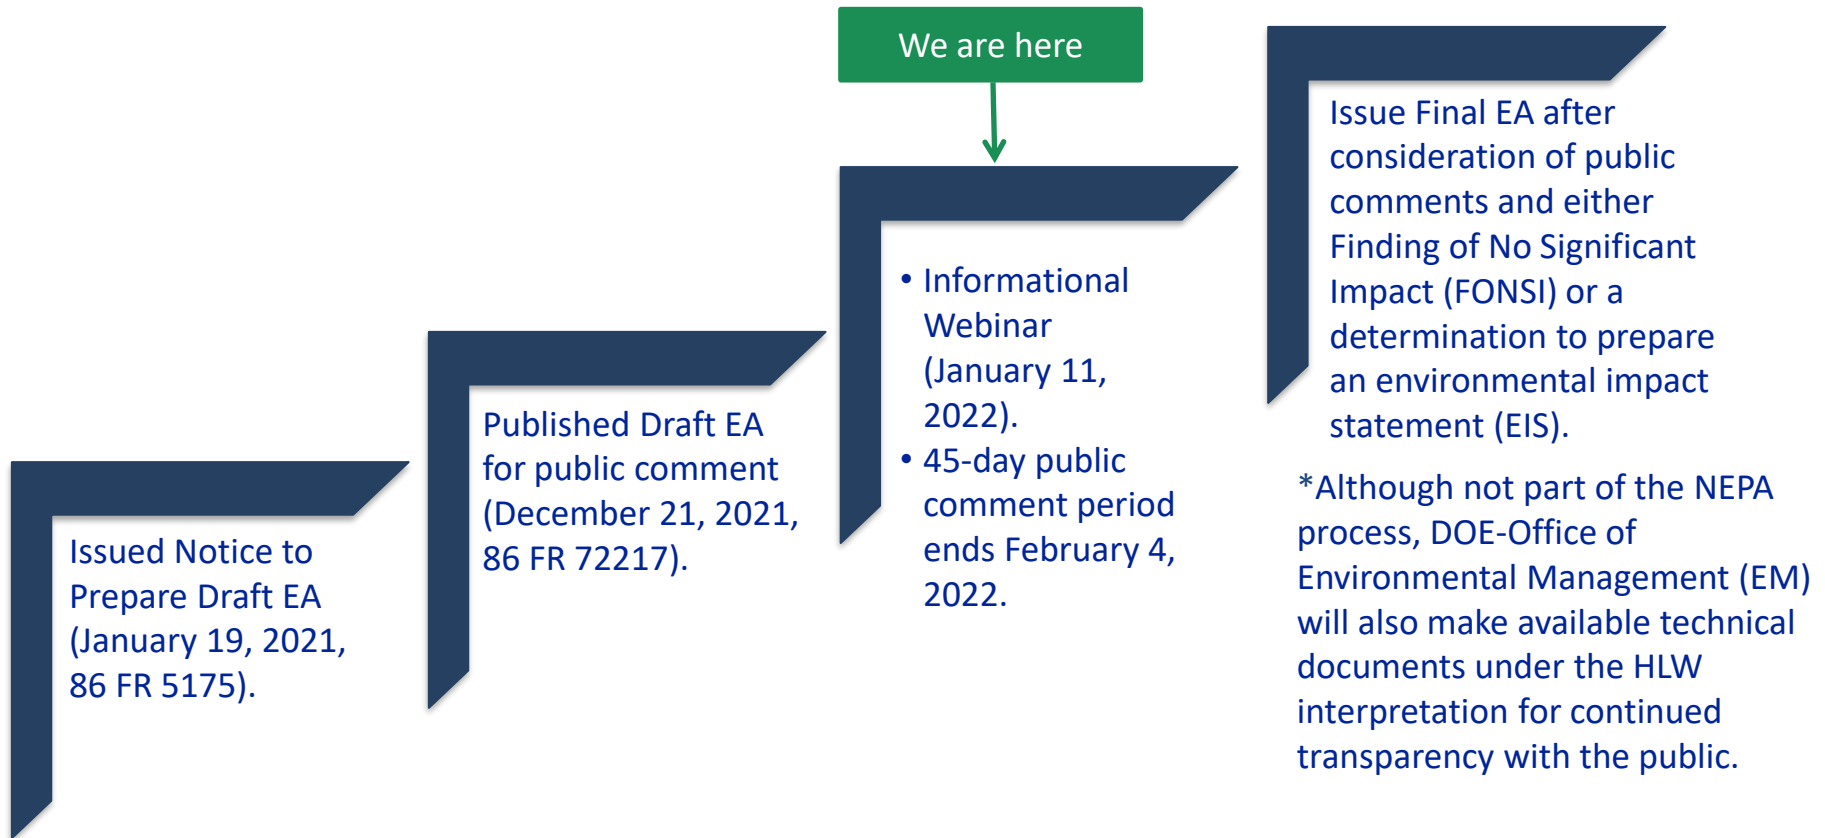 We are here
Issued Notice to
Prepare Draft EA
(January 19, 2021,
86 FR 5175).
Published Draft EA
for public comment
(December 21, 2021,
86 FR 72217).
• Informational
Webinar
(January 11,
2022).
• 45-day public
comment period
ends February 4,
2022.
Issue Final EA after
consideration of public
comments and either
Finding of No Significant
Impact (FONSI) or a
determination to prepare
an environmental impact
statement (EIS).
*Although not part of the NEPA
process, DOE-Office of
Environmental Management (EM)
will also make available technical
documents under the HLW
interpretation for continued
transparency with the public.